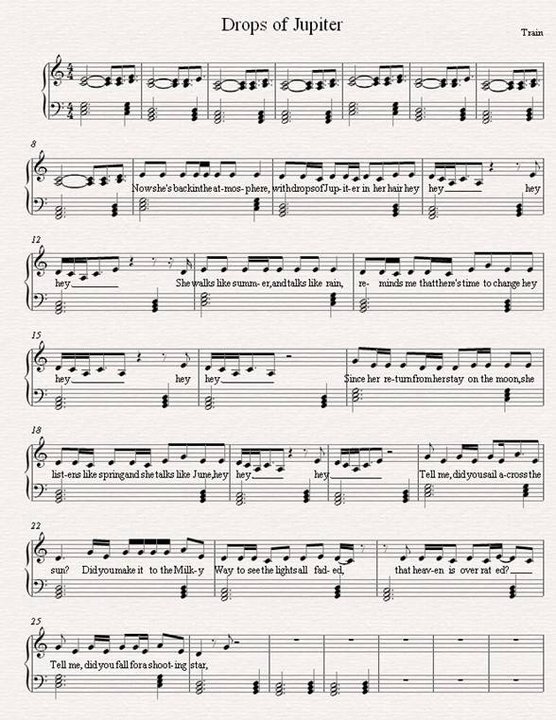 Drops of Jupiter
Train
8
Now she's back in the at-mos- phere, with drops of Jup-it-er in her hair hey hey hey
12
hey She walks like summ-er, and talks like rain, re- minds me that there's time to change hey
15
hey hey hey Since her re-turn from her stay on the moon, she
18
list-ens like spring and she talks like June, hey hey hey hey Tell me, did you sail a-cross the
22
sun? Did you make it to the Milk-y Way to see the lights all fad-ed, that heav-en is over rat ed?
25
Tell me, did you fall for a shoot-ing star,